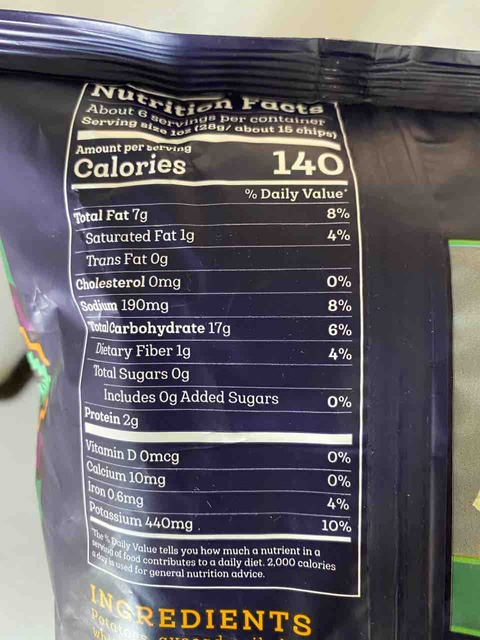 Nutrition Facts
About 6 servings per container
Serving size 1oz (28g/about 15 chips)
Amount per serving
Calories 140
% Daily Value*
Total Fat 7g 8%
Saturated Fat 1g 4%
Trans Fat 0g
Cholesterol 0mg 0%
Sodium 190mg 8%
Total Carbohydrate 17g 6%
Dietary Fiber 1g 4%
Total Sugars 0g
Includes 0g Added Sugars 0%
Protein 2g
Vitamin D 0mcg 0%
Calcium 10mg 0%
Iron 0.6mg 4%
Potassium 440mg 10%
*The % Daily Value tells you how much a nutrient in a
serving of food contributes to a daily diet. 2,000 calories
a day is used for general nutrition advice.
INGREDIENTS
Potatoes,